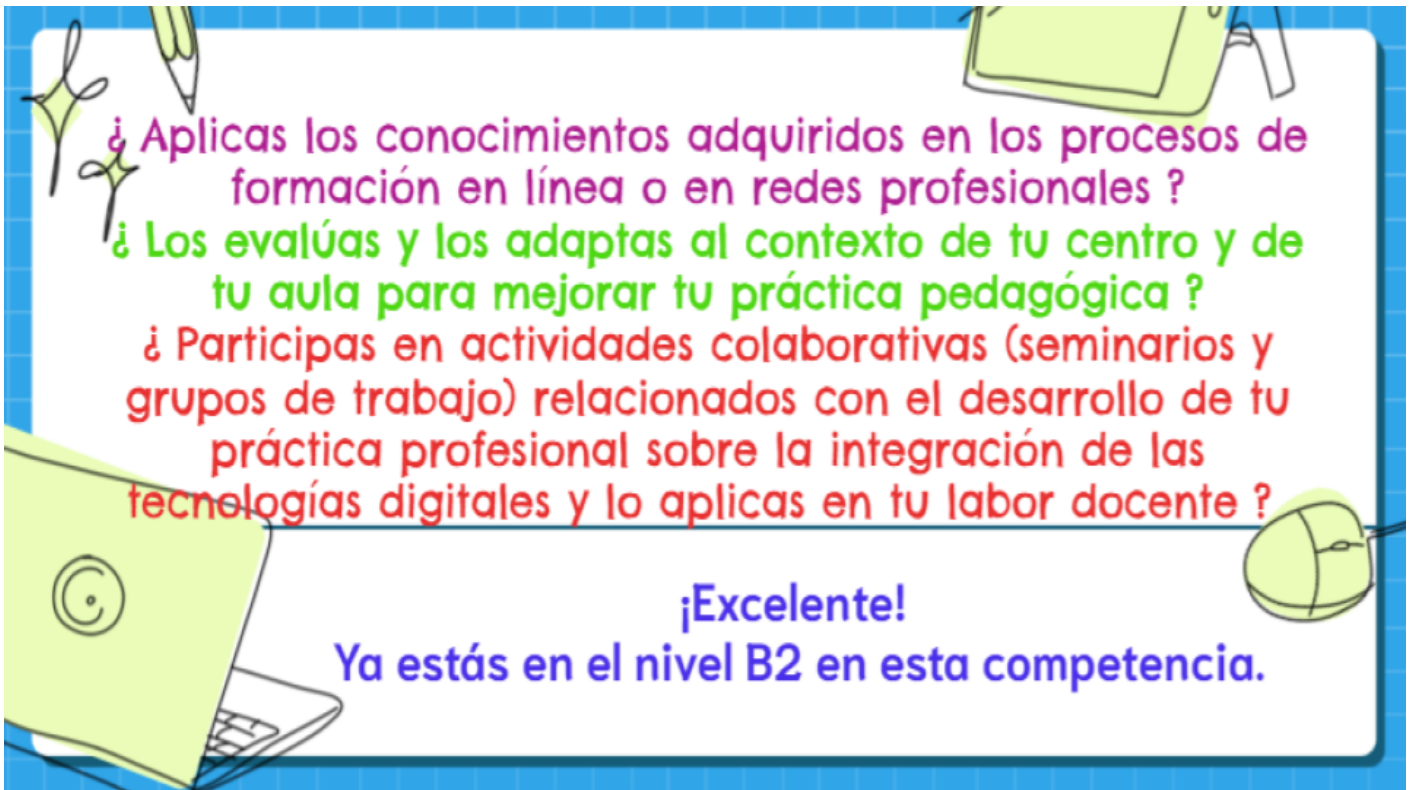 ¿ Aplicas los conocimientos adquiridos en los procesos de
formación en línea o en redes profesionales ?
¿ Los evalúas y los adaptas al contexto de tu centro y de
tu aula para mejorar tu práctica pedagógica ?
¿ Participas en actividades colaborativas (seminarios y
grupos de trabajo) relacionados con el desarrollo de tu
práctica profesional sobre la integración de las
tecnologías digitales y lo aplicas en tu labor docente ?
¡Excelente!
Ya estás en el nivel B2 en esta competencia.